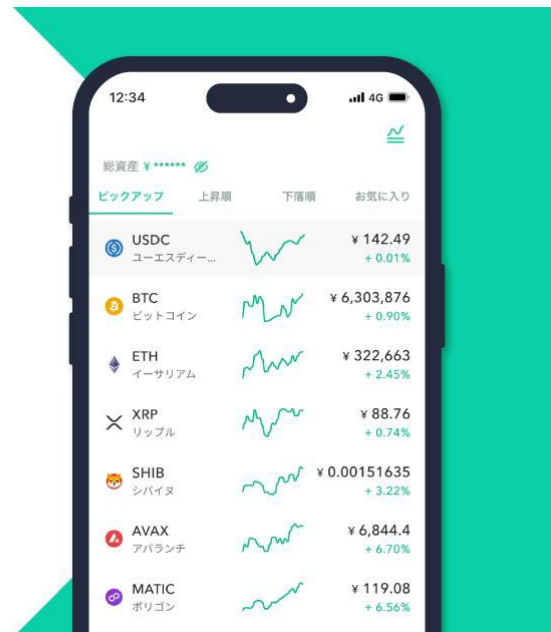 12:34 4G
総資産 ¥ ******
ピックアップ 上昇順 下落順 お気に入り
USDC ¥ 142.49
ユーエスディー... + 0.01%
BTC ¥ 6,303,876
ビットコイン + 0.90%
ETH ¥ 322,663
イーサリアム + 2.45%
XRP ¥ 88.76
リップル + 0.74%
SHIB ¥ 0.00151635
シバイヌ + 3.22%
AVAX ¥ 6,844.4
アバランチ + 6.70%
MATIC ¥ 119.08
ポリゴン + 6.56%